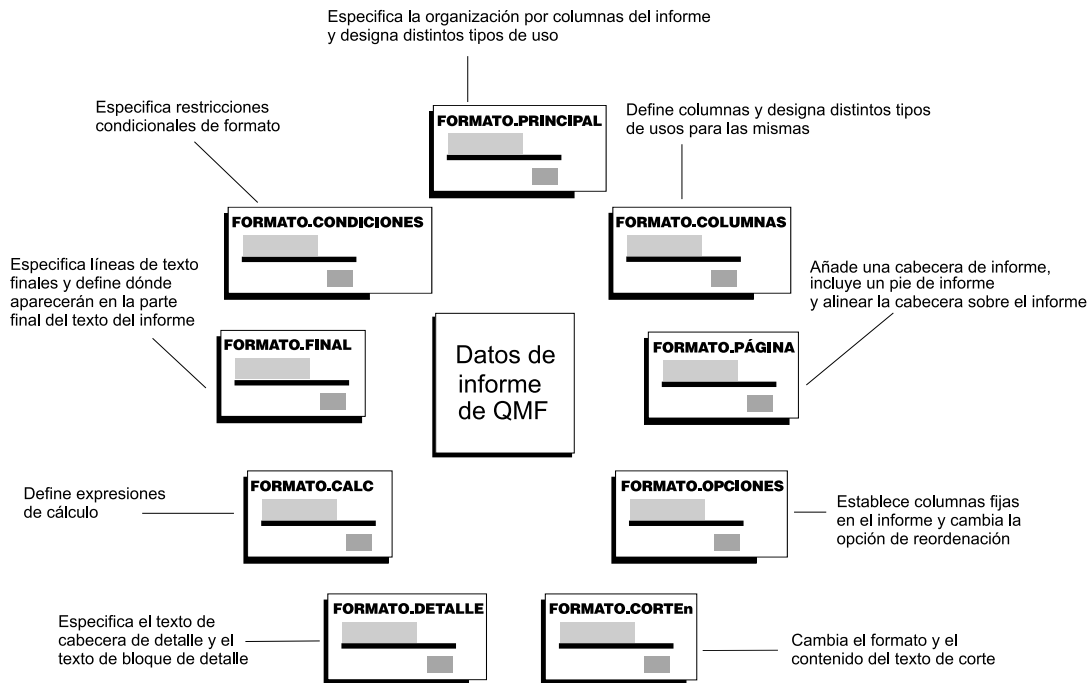 Especifica la organización por columnas del informe
y designa distintos tipos de uso
Especifica restricciones
condicionales de formato
FORMATO.PRINCIPAL
Define columnas y designa distintos tipos
de usos para las mismas
FORMATO.CONDICIONES
FORMATO.COLUMNAS
Especifica líneas de texto
finales y define dónde
aparecerán en la parte
final del texto del informe
Añade una cabecera de informe,
incluye un pie de informe
y alinear la cabecera sobre el informe
FORMATO.FINAL
Datos de
informe
de QMF
FORMATO.PÁGINA
Define expresiones
de cálculo
FORMATO.CALC
FORMATO.OPCIONES
Establece columnas fijas
en el informe y cambia la
opción de reordenación
Especifica el texto de
cabecera de detalle y el
texto de bloque de detalle
FORMATO.DETALLE
FORMATO.CORTEn
Cambia el formato y el
contenido del texto de corte